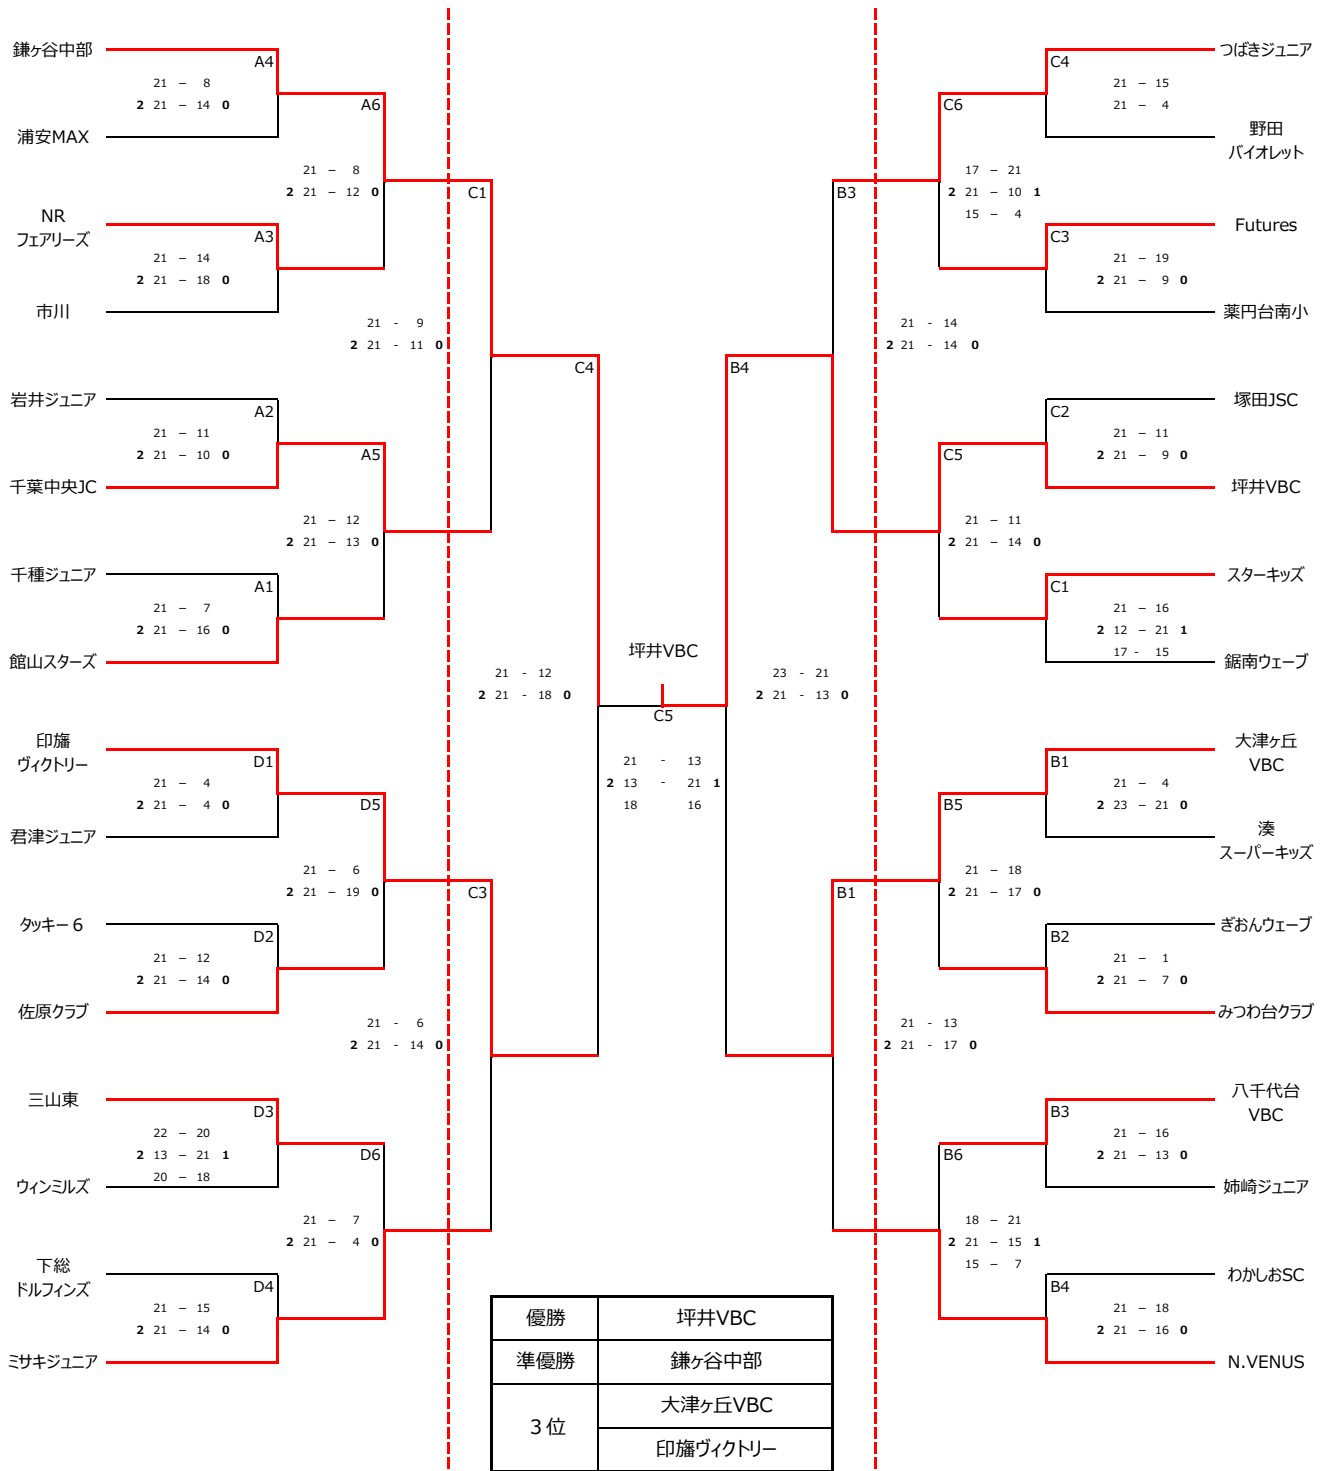 鎌ヶ谷中部
A4
21 － 8
2 21 － 14 0
浦安MAX
A6
21 － 8
2 21 － 12 0
NR
フェアリーズ
A3
21 － 14
2 21 － 18 0
市川
C1
21 - 9
2 21 - 11 0
岩井ジュニア
A2
21 － 11
2 21 － 10 0
千葉中央JC
A5
21 － 12
2 21 － 13 0
千種ジュニア
A1
21 － 7
2 21 － 16 0
館山スターズ
C4
21 - 12
2 21 - 18 0
印旛
ヴィクトリー
D1
21 － 4
2 21 － 4 0
君津ジュニア
D5
21 － 6
2 21 － 19 0
タッキー６
D2
21 － 12
2 21 － 14 0
佐原クラブ
C3
21 - 6
2 21 - 14 0
三山東
D3
22 － 20
2 13 － 21 1
20 － 18
ウィンミルズ
D6
21 － 7
2 21 － 4 0
下総
ドルフィンズ
D4
21 － 15
2 21 － 14 0
ミサキジュニア
坪井VBC
C5
21 - 13
2 13 - 21 1
18 16
つばきジュニア
C4
21 － 15
21 － 4
野田
バイオレット
C6
17 － 21
2 21 － 10 1
15 － 4
Futures
C3
21 － 19
2 21 － 9 0
薬円台南小
B3
21 - 14
2 21 - 14 0
塚田JSC
C2
21 － 11
2 21 － 9 0
坪井VBC
C5
21 － 11
2 21 － 14 0
スターキッズ
C1
21 － 16
2 12 － 21 1
17 - 15
鋸南ウェーブ
B4
23 - 21
2 21 - 13 0
大津ヶ丘
VBC
B1
21 － 4
2 23 － 21 0
湊
スーパーキッズ
B5
21 － 18
2 21 － 17 0
ぎおんウェーブ
B2
21 － 1
2 21 － 7 0
みつわ台クラブ
B1
21 - 13
2 21 - 17 0
八千代台
VBC
B3
21 － 16
2 21 － 13 0
姉崎ジュニア
B6
18 － 21
2 21 － 15 1
15 － 7
わかしおSC
B4
21 － 18
2 21 － 16 0
N.VENUS
優勝 坪井VBC
準優勝 鎌ヶ谷中部
３位 大津ヶ丘VBC
印旛ヴィクトリー